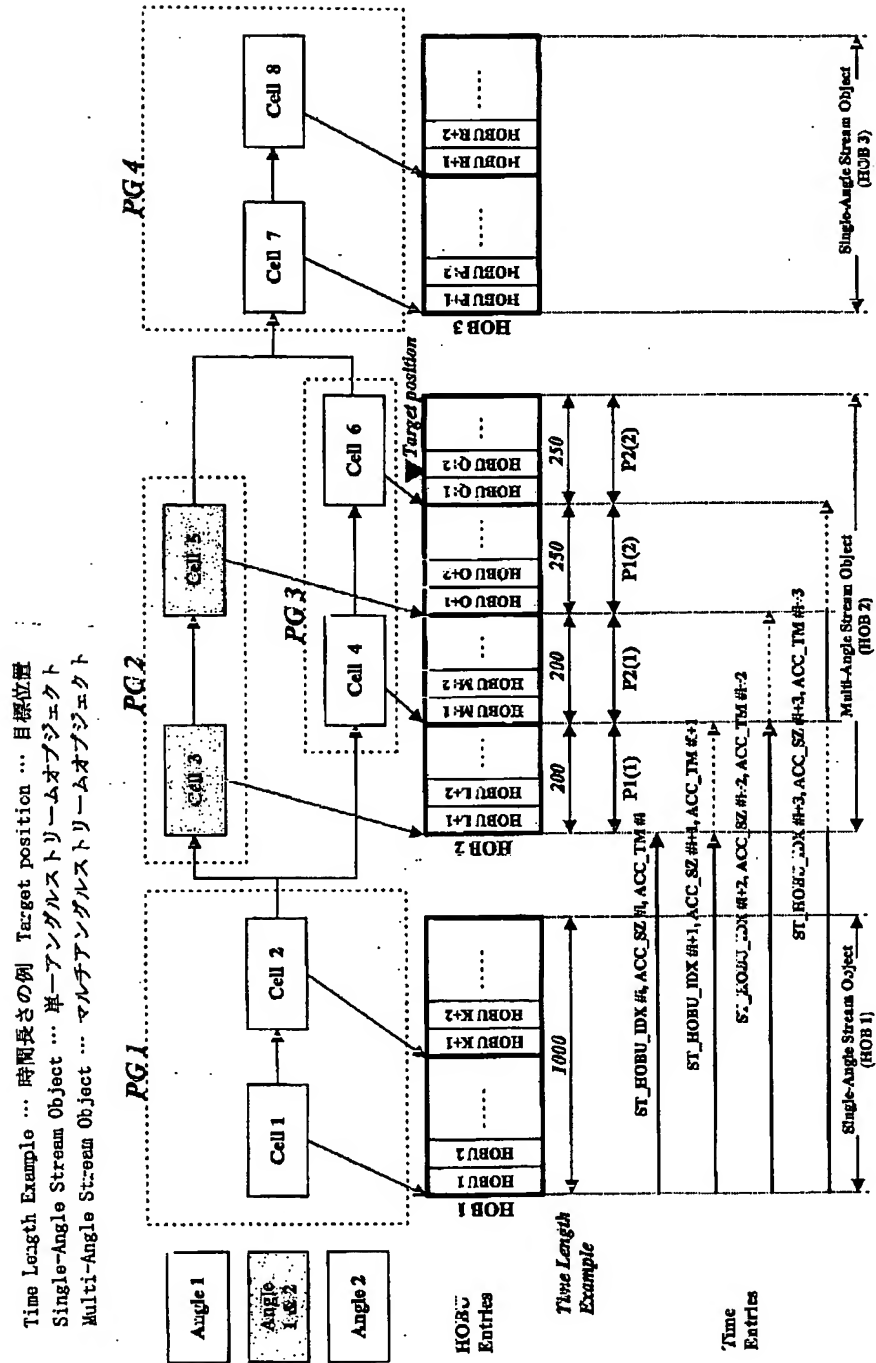 Time Length Example … 時間長さの例 Target position … 目標位置
Single-Angle Stream Object … 単一アングルストリームオブジェクト
Multi-Angle Stream Object … マルチアングルストリームオブジェクト
Angle 1
Angle 1 & 2
Angle 2
PG 1
Cell 1
Cell 2
PG 2
Cell 3
Cell 5
PG 3
Cell 4
Cell 6
PG 4
Cell 7
Cell 8
Target position
HOBU Entries
HOB 1
HOBU 1
HOBU 2
......
HOBU K+1
HOBU K+2
......
HOB 2
HOBU L+1
HOBU L+2
...
HOBU M+1
HOBU M+2
...
HOBU O+1
HOBU O+2
...
HOBU Q+1
HOBU Q+2
...
HOB 3
HOBU P+1
HOBU P+2
......
HOBU R+1
HOBU R+2
......
Time Length Example
1000
200
200
250
250
P1(1)
P2(1)
P1(2)
P2(2)
Time Entries
ST_HOBU_IDX #i, ACC_SZ #i, ACC_TM #i
ST_HOBU_IDX #i+1, ACC_SZ #i+1, ACC_TM #i+1
ST_HOBU_IDX #i+2, ACC_SZ #i+2, ACC_TM #i+2
ST_HOBU_IDX #i+3, ACC_SZ #i+3, ACC_TM #i+3
Single-Angle Stream Object
(HOB 1)
Multi-Angle Stream Object
(HOB 2)
Single-Angle Stream Object
(HOB 3)